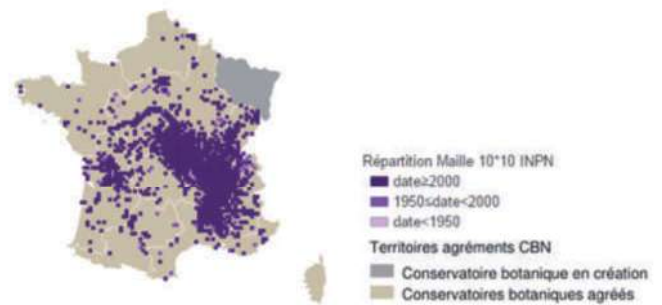 Répartition Maille 10*10 INPN
date≥2000
1950≤date<2000
date<1950
Territoires agréments CBN
Conservatoire botanique en création
Conservatoires botaniques agréés